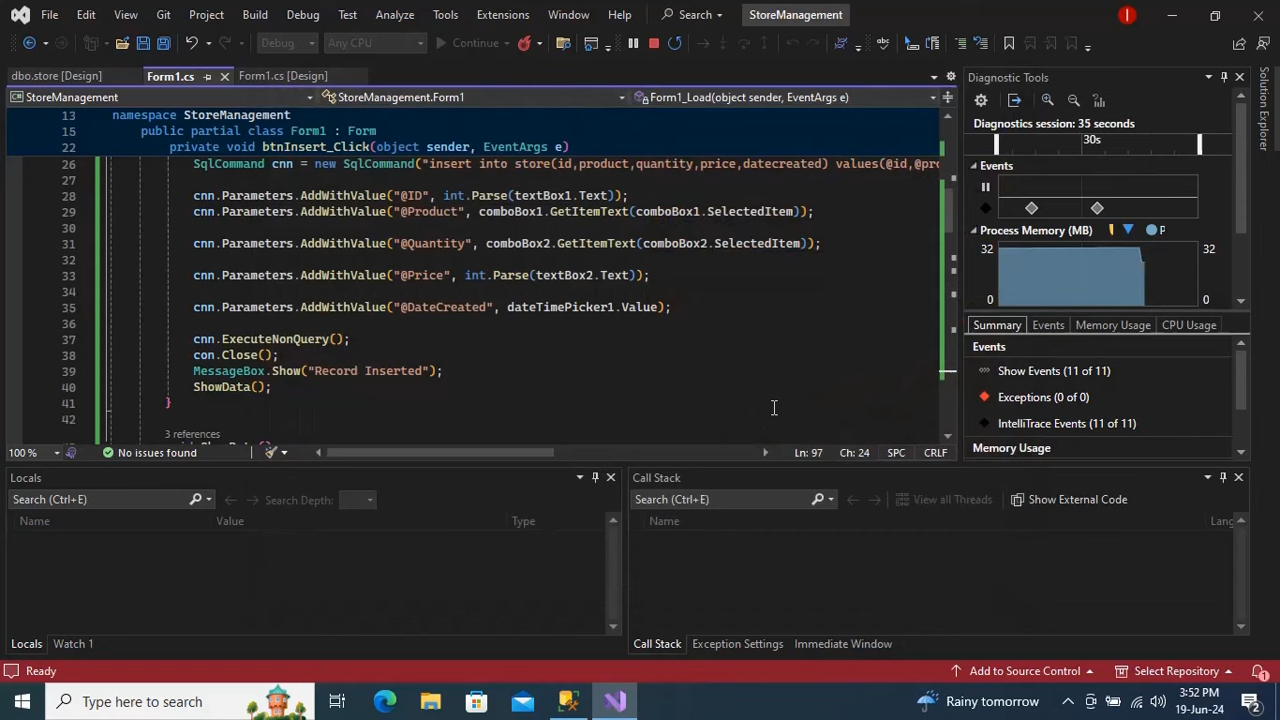 File Edit View Git Project Build Debug Test Analyze Tools Extensions Window Help Search StoreManagement
Debug Any CPU Continue
dbo.store [Design] Form1.cs Form1.cs [Design]
StoreManagement StoreManagement.Form1 Form1_Load(object sender, EventArgs e)
13 namespace StoreManagement
15 public partial class Form1 : Form
22 private void btnInsert_Click(object sender, EventArgs e)
26 SqlCommand cnn = new SqlCommand("insert into store(id,product,quantity,price,datecreated) values(@id,@pro
27
28 cnn.Parameters.AddWithValue("@ID", int.Parse(textBox1.Text));
29 cnn.Parameters.AddWithValue("@Product", comboBox1.GetItemText(comboBox1.SelectedItem));
30
31 cnn.Parameters.AddWithValue("@Quantity", comboBox2.GetItemText(comboBox2.SelectedItem));
32
33 cnn.Parameters.AddWithValue("@Price", int.Parse(textBox2.Text));
34
35 cnn.Parameters.AddWithValue("@DateCreated", dateTimePicker1.Value);
36
37 cnn.ExecuteNonQuery();
38 con.Close();
39 MessageBox.Show("Record Inserted");
40 ShowData();
41 }
42
3 references
100 % No issues found Ln: 97 Ch: 24 SPC CRLF
Diagnostic Tools
Diagnostics session: 35 seconds
30s
Events
Process Memory (MB) P
32 32
0 0
Summary Events Memory Usage CPU Usage
Events
Show Events (11 of 11)
Exceptions (0 of 0)
IntelliTrace Events (11 of 11)
Memory Usage
Solution Explorer
Locals
Search (Ctrl+E) Search Depth:
Name Value Type
Locals Watch 1
Call Stack
Search (Ctrl+E) View all Threads Show External Code
Name Lang
Call Stack Exception Settings Immediate Window
Ready Add to Source Control Select Repository 1
Type here to search Rainy tomorrow 3:52 PM
19-Jun-24 2